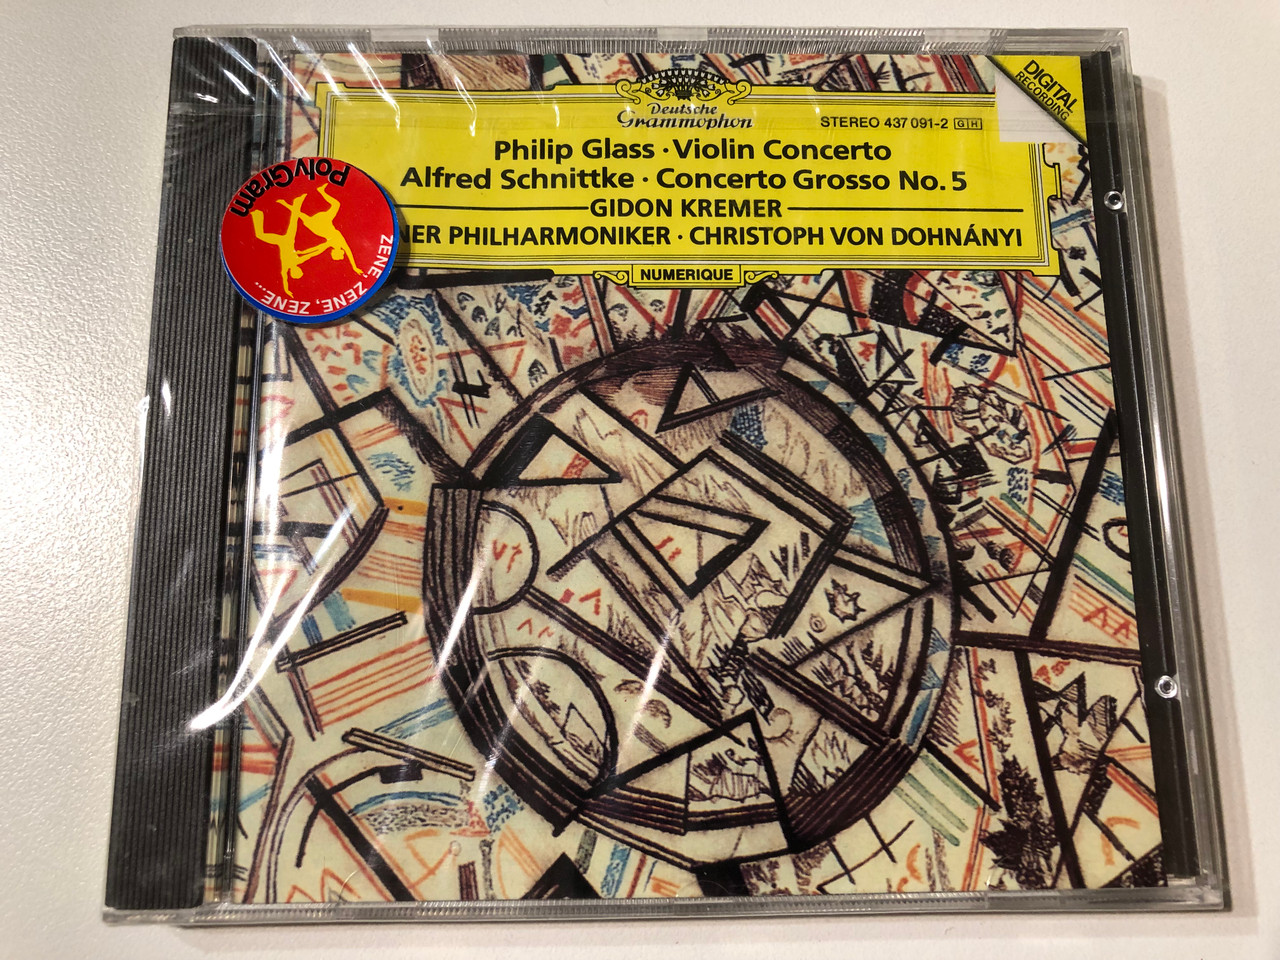 Deutsche
Grammophon
STEREO 437 091-2 GH
DIGITAL
RECORDING
Philip Glass · Violin Concerto
Alfred Schnittke · Concerto Grosso No. 5
GIDON KREMER
NER PHILHARMONIKER · CHRISTOPH VON DOHNÁNYI
NUMERIQUE
PolyGram
ZENE, ZENE, ZENE...